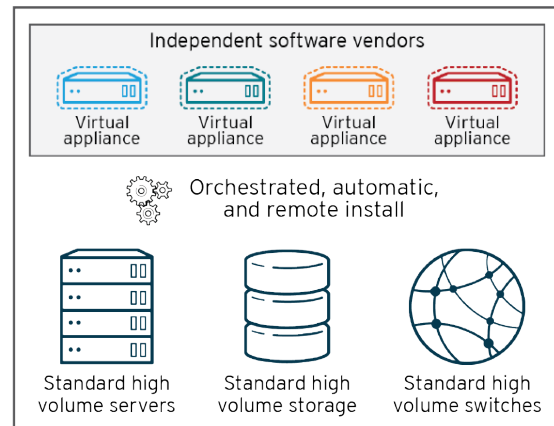 Independent software vendors
Virtual appliance
Virtual appliance
Virtual appliance
Virtual appliance
Orchestrated, automatic,
and remote install
Standard high
volume servers
Standard high
volume storage
Standard high
volume switches